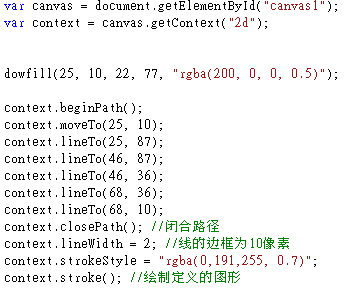 var canvas = document.getElementById("canvas1");
var context = canvas.getContext("2d");
dowfill(25, 10, 22, 77, "rgba(200, 0, 0, 0.5)");
context.beginPath();
context.moveTo(25, 10);
context.lineTo(25, 87);
context.lineTo(46, 87);
context.lineTo(46, 36);
context.lineTo(68, 36);
context.lineTo(68, 10);
context.closePath(); //闭合路径
context.lineWidth = 2; //线的边框为10像素
context.strokeStyle = "rgba(0,191,255, 0.7)";
context.stroke(); //绘制定义的图形